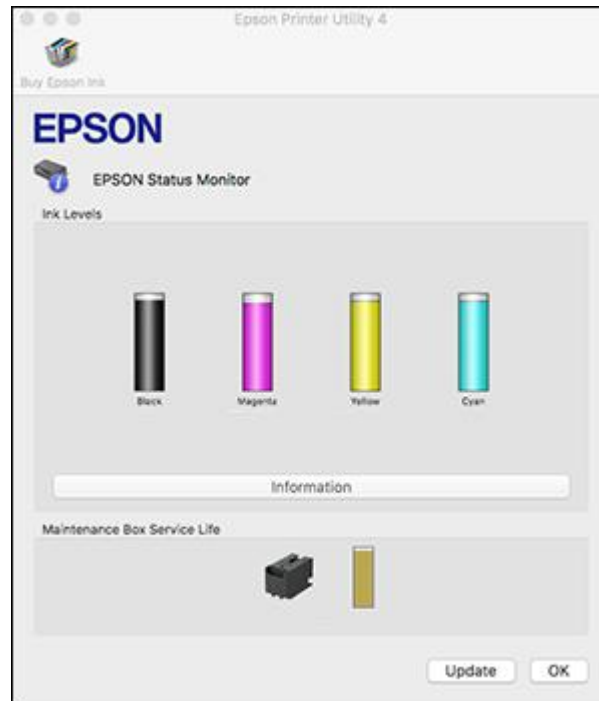 Epson Printer Utility 4
Buy Epson Ink
EPSON
EPSON Status Monitor
Ink Levels
Black Magenta Yellow Cyan
Information
Maintenance Box Service Life
Update OK